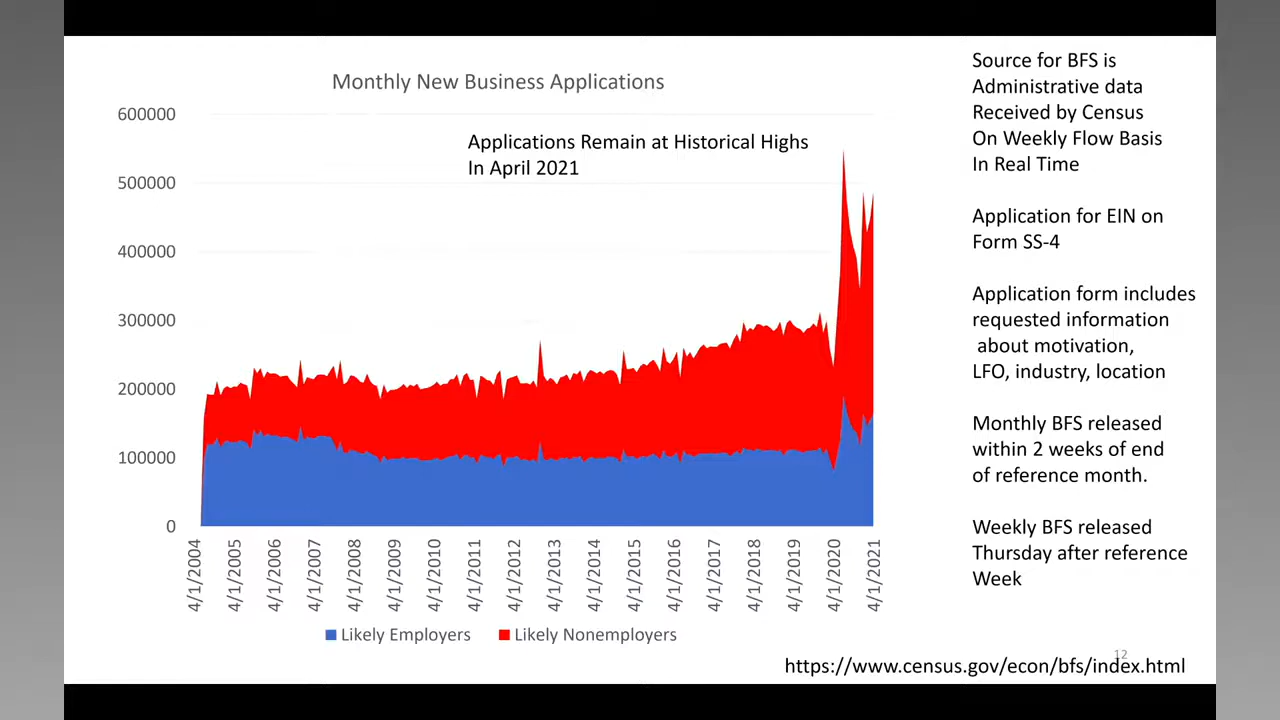 Monthly New Business Applications
Applications Remain at Historical Highs
In April 2021
600000
500000
400000
300000
200000
100000
0
4/1/2004
4/1/2005
4/1/2006
4/1/2007
4/1/2008
4/1/2009
4/1/2010
4/1/2011
4/1/2012
4/1/2013
4/1/2014
4/1/2015
4/1/2016
4/1/2017
4/1/2018
4/1/2019
4/1/2020
4/1/2021
Likely Employers
Likely Nonemployers
Source for BFS is
Administrative data
Received by Census
On Weekly Flow Basis
In Real Time
Application for EIN on
Form SS-4
Application form includes
requested information
about motivation,
LFO, industry, location
Monthly BFS released
within 2 weeks of end
of reference month.
Weekly BFS released
Thursday after reference
Week
12
https://www.census.gov/econ/bfs/index.html